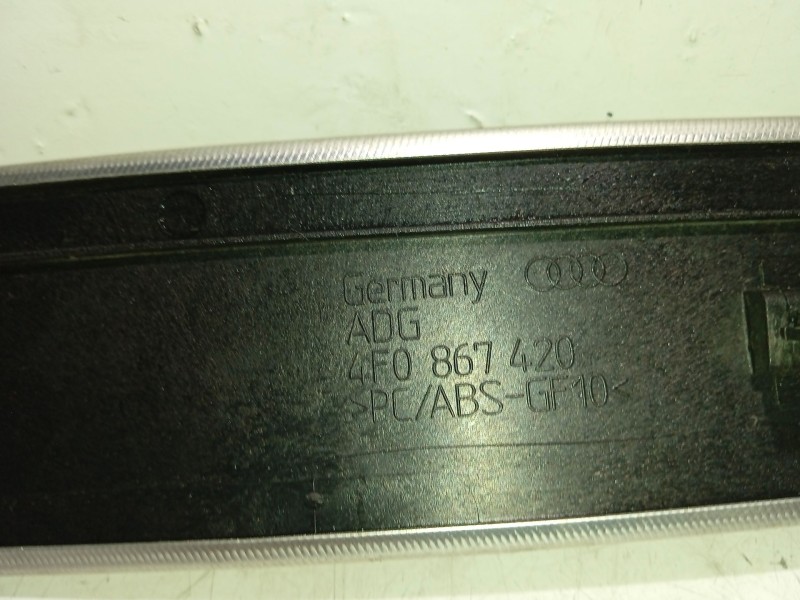 Germany
ADG
4F0 867 420
>PC/ABS-GF10<